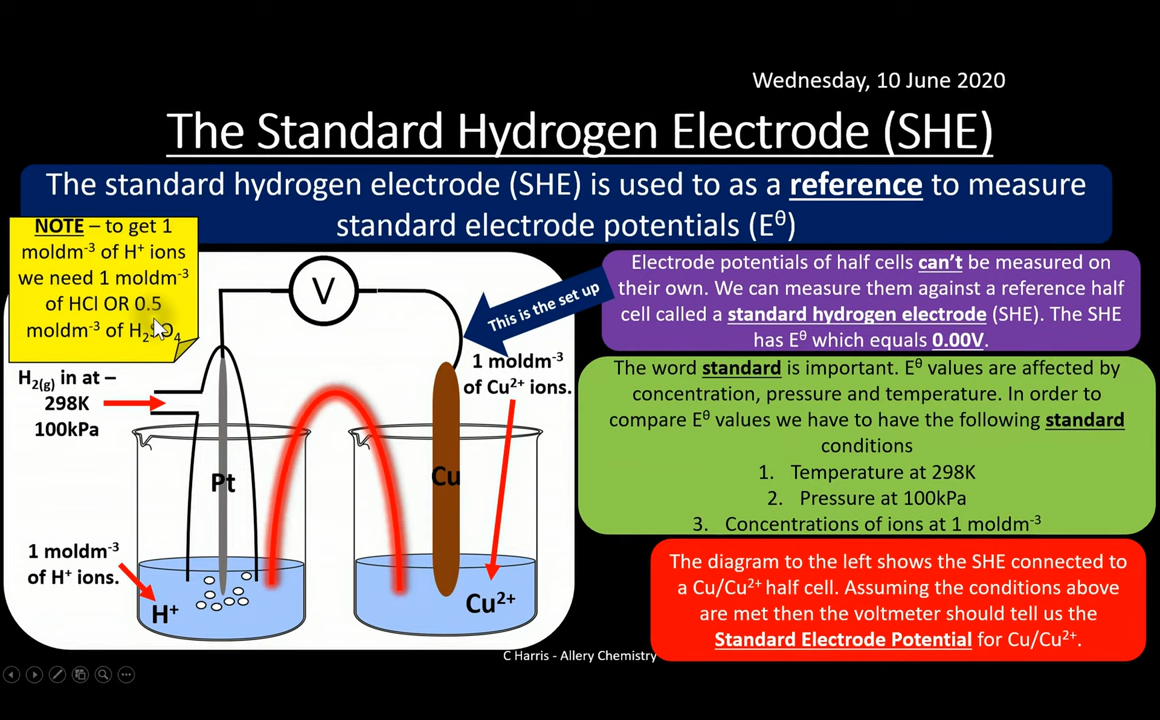 Wednesday, 10 June 2020
The Standard Hydrogen Electrode (SHE)
The standard hydrogen electrode (SHE) is used to as a reference to measure
standard electrode potentials (E^θ)
NOTE – to get 1
moldm⁻³ of H⁺ ions
we need 1 moldm⁻³
of HCl OR 0.5
moldm⁻³ of H₂SO₄
V
This is the set up
H₂(g) in at –
298K
100kPa
1 moldm⁻³
of Cu²⁺ ions.
Pt
Cu
1 moldm⁻³
of H⁺ ions.
H⁺
Cu²⁺
Electrode potentials of half cells can't be measured on
their own. We can measure them against a reference half
cell called a standard hydrogen electrode (SHE). The SHE
has E^θ which equals 0.00V.
The word standard is important. E^θ values are affected by
concentration, pressure and temperature. In order to
compare E^θ values we have to have the following standard
conditions
1. Temperature at 298K
2. Pressure at 100kPa
3. Concentrations of ions at 1 moldm⁻³
The diagram to the left shows the SHE connected to
a Cu/Cu²⁺ half cell. Assuming the conditions above
are met then the voltmeter should tell us the
Standard Electrode Potential for Cu/Cu²⁺.
C Harris - Allery Chemistry